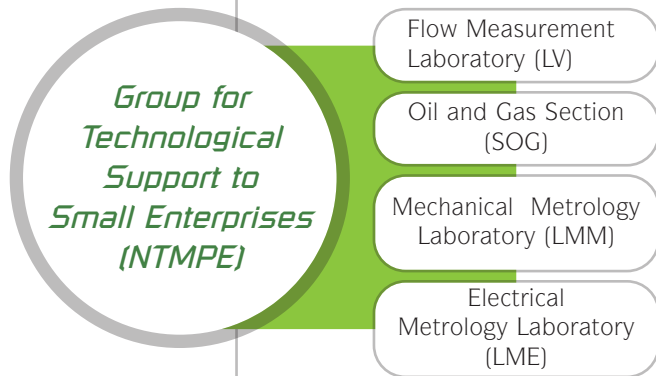 Group for
Technological
Support to
Small Enterprises
(NTMPE)
Flow Measurement
Laboratory (LV)
Oil and Gas Section
(SOG)
Mechanical Metrology
Laboratory (LMM)
Electrical
Metrology Laboratory
(LME)